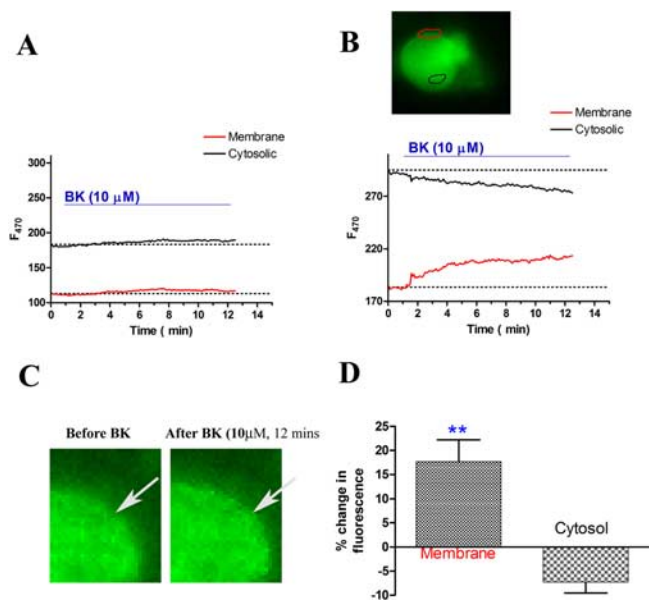 A
Membrane
Cytosolic
BK (10 μM)
300
250
200
150
100
F470
0 2 4 6 8 10 12 14
Time ( min)
B
Membrane
Cytosolic
BK (10 μM)
270
210
170
F470
0 2 4 6 8 10 12 14
Time ( min)
C
Before BK
After BK (10μM, 12 mins
D
**
25
20
15
10
5
0
-5
-10
% change in
fluorescence
Membrane
Cytosol